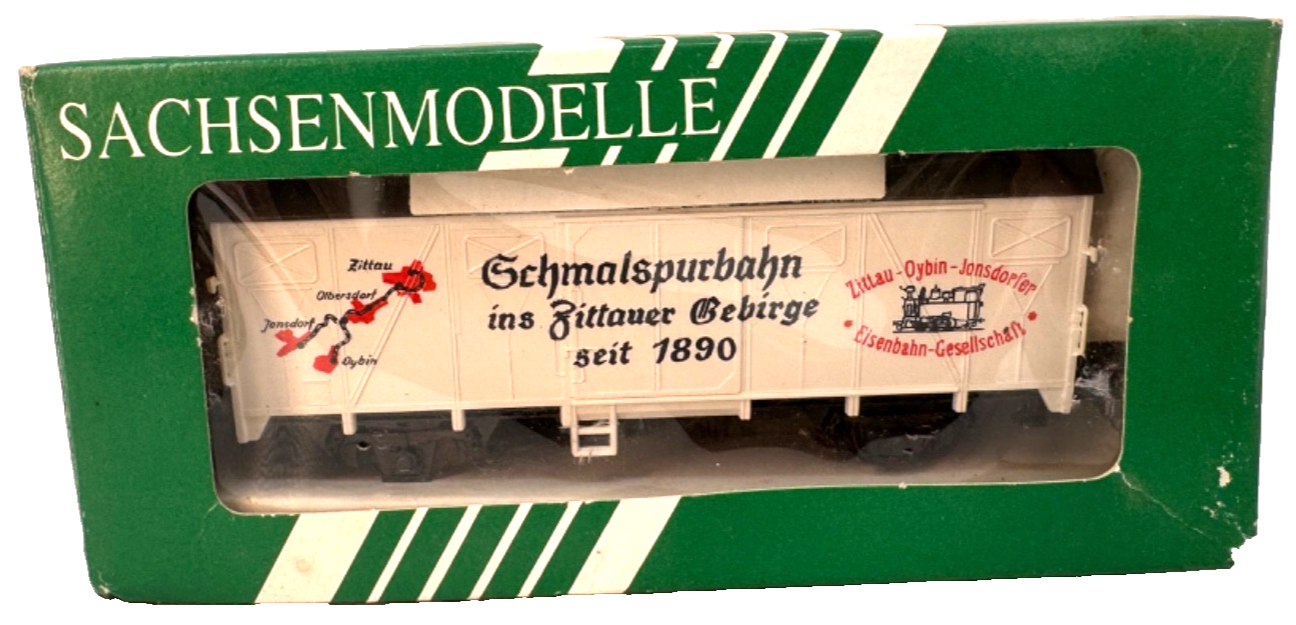 SACHSENMODELLE
Zittau
Olbersdorf
Jonsdorf
Oybin
Schmalspurbahn
ins Zittauer Gebirge
seit 1890
Zittau-Oybin-Jonsdorfer
• Eisenbahn-Gesellschaft •